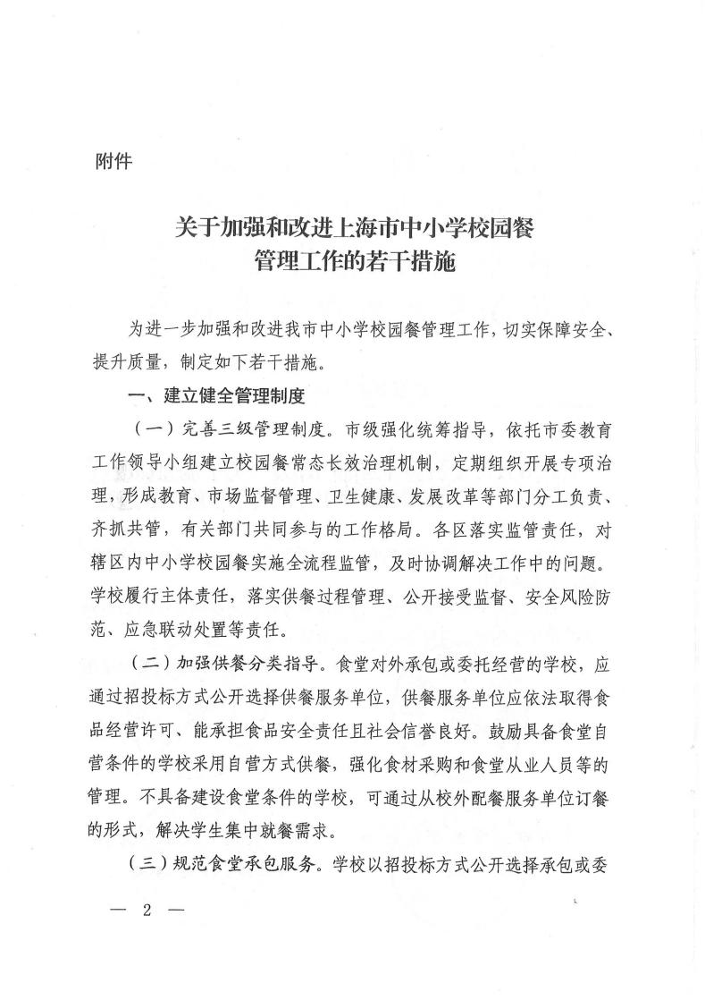 附件
关于加强和改进上海市中小学校园餐
管理工作的若干措施
为进一步加强和改进我市中小学校园餐管理工作，切实保障安全、
提升质量，制定如下若干措施。
一、建立健全管理制度
（一）完善三级管理制度。市级强化统筹指导，依托市委教育
工作领导小组建立校园餐常态长效治理机制，定期组织开展专项治
理，形成教育、市场监督管理、卫生健康、发展改革等部门分工负责、
齐抓共管，有关部门共同参与的工作格局。各区落实监管责任，对
辖区内中小学校园餐实施全流程监管，及时协调解决工作中的问题。
学校履行主体责任，落实供餐过程管理、公开接受监督、安全风险防
范、应急联动处置等责任。
（二）加强供餐分类指导。食堂对外承包或委托经营的学校，应
通过招投标方式公开选择供餐服务单位，供餐服务单位应依法取得食
品经营许可、能承担食品安全责任且社会信誉良好。鼓励具备食堂自
营条件的学校采用自营方式供餐，强化食材采购和食堂从业人员等的
管理。不具备建设食堂条件的学校，可通过从校外配餐服务单位订餐
的形式，解决学生集中就餐需求。
（三）规范食堂承包服务。学校以招投标方式公开选择承包或委
— 2 —